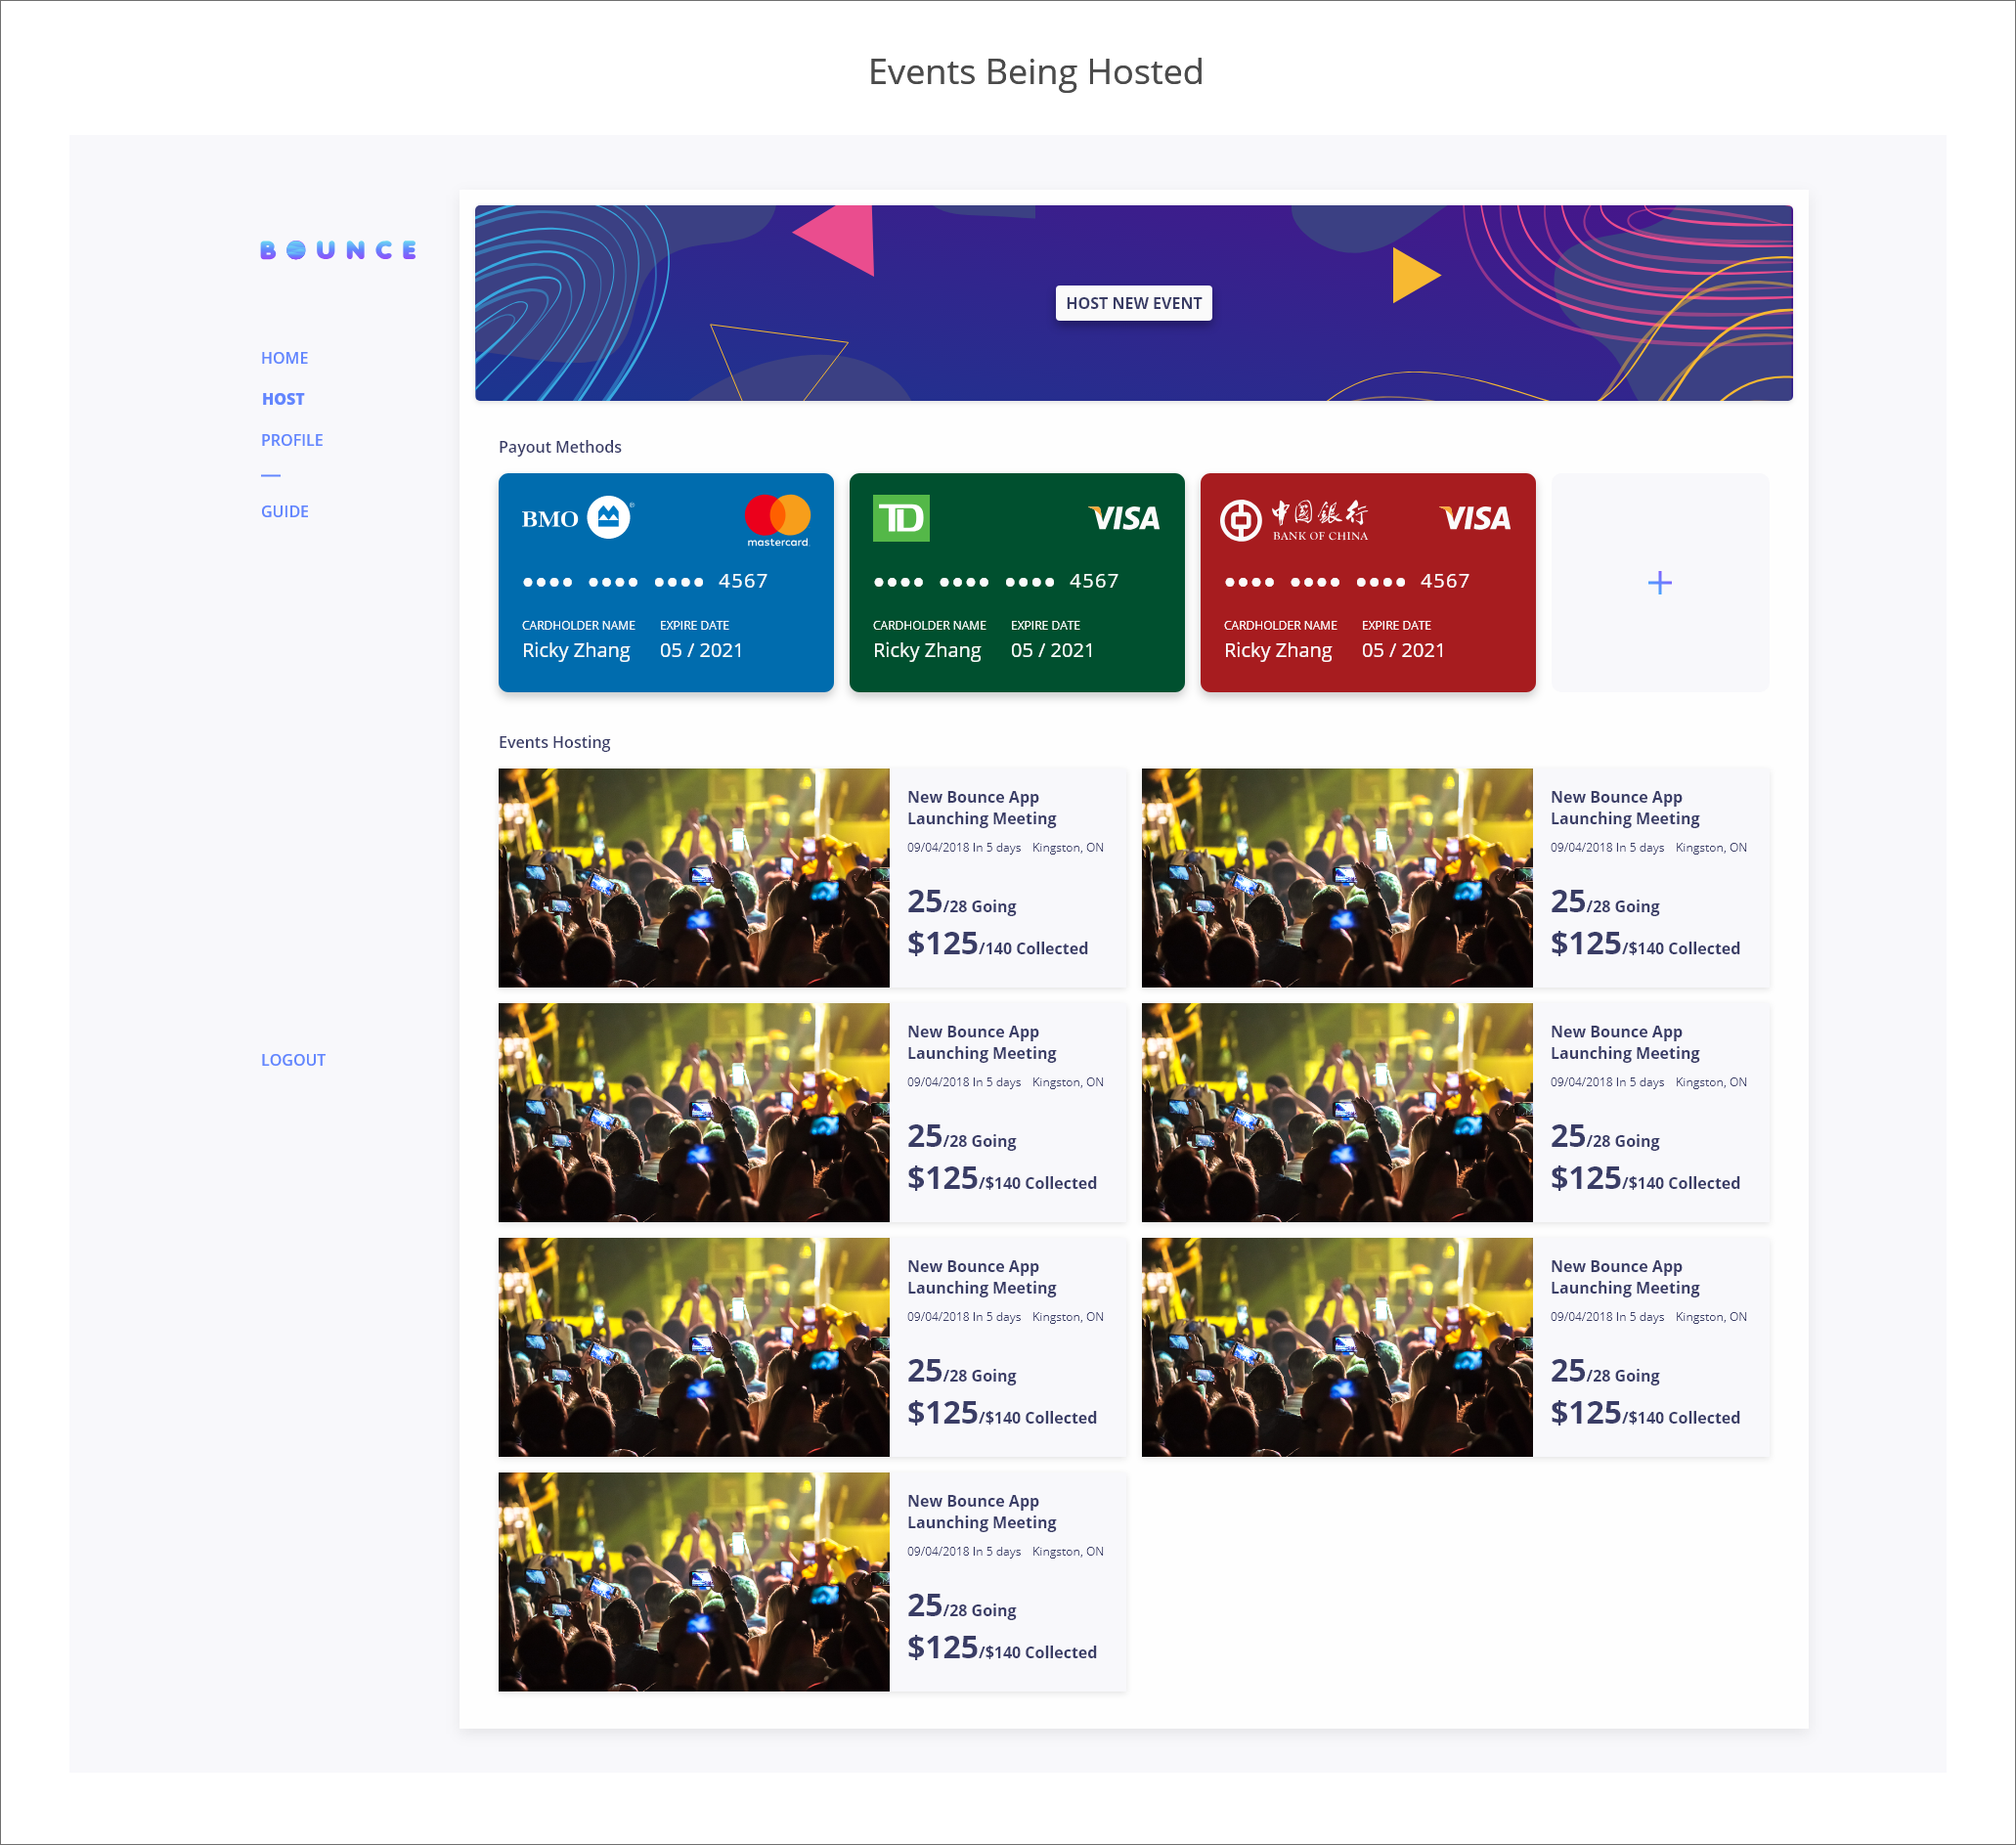 Events Being Hosted
BOUNCE
HOME
HOST
PROFILE
GUIDE
LOGOUT
HOST NEW EVENT
Payout Methods
BMO
mastercard
•••• •••• •••• 4567
CARDHOLDER NAME EXPIRE DATE
Ricky Zhang 05 / 2021
TD
VISA
•••• •••• •••• 4567
CARDHOLDER NAME EXPIRE DATE
Ricky Zhang 05 / 2021
中国银行
BANK OF CHINA
VISA
•••• •••• •••• 4567
CARDHOLDER NAME EXPIRE DATE
Ricky Zhang 05 / 2021
+
Events Hosting
New Bounce App
Launching Meeting
09/04/2018 In 5 days Kingston, ON
25/28 Going
$125/140 Collected
New Bounce App
Launching Meeting
09/04/2018 In 5 days Kingston, ON
25/28 Going
$125/$140 Collected
New Bounce App
Launching Meeting
09/04/2018 In 5 days Kingston, ON
25/28 Going
$125/$140 Collected
New Bounce App
Launching Meeting
09/04/2018 In 5 days Kingston, ON
25/28 Going
$125/$140 Collected
New Bounce App
Launching Meeting
09/04/2018 In 5 days Kingston, ON
25/28 Going
$125/$140 Collected
New Bounce App
Launching Meeting
09/04/2018 In 5 days Kingston, ON
25/28 Going
$125/$140 Collected
New Bounce App
Launching Meeting
09/04/2018 In 5 days Kingston, ON
25/28 Going
$125/$140 Collected